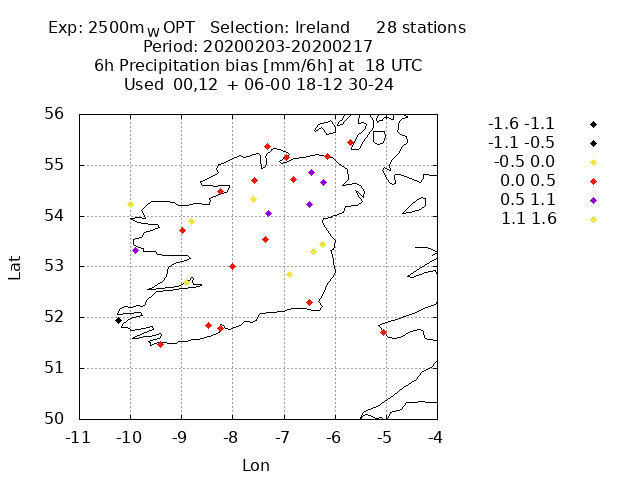 Exp: 2500m_W OPT   Selection: Ireland     28 stations
Period: 20200203-20200217
6h Precipitation bias [mm/6h] at  18 UTC
Used  00,12  + 06-00 18-12 30-24
-1.6 -1.1
-1.1 -0.5
-0.5 0.0
0.0 0.5
0.5 1.1
1.1 1.6
Lat
56
55
54
53
52
51
50
-11 -10 -9 -8 -7 -6 -5 -4
Lon